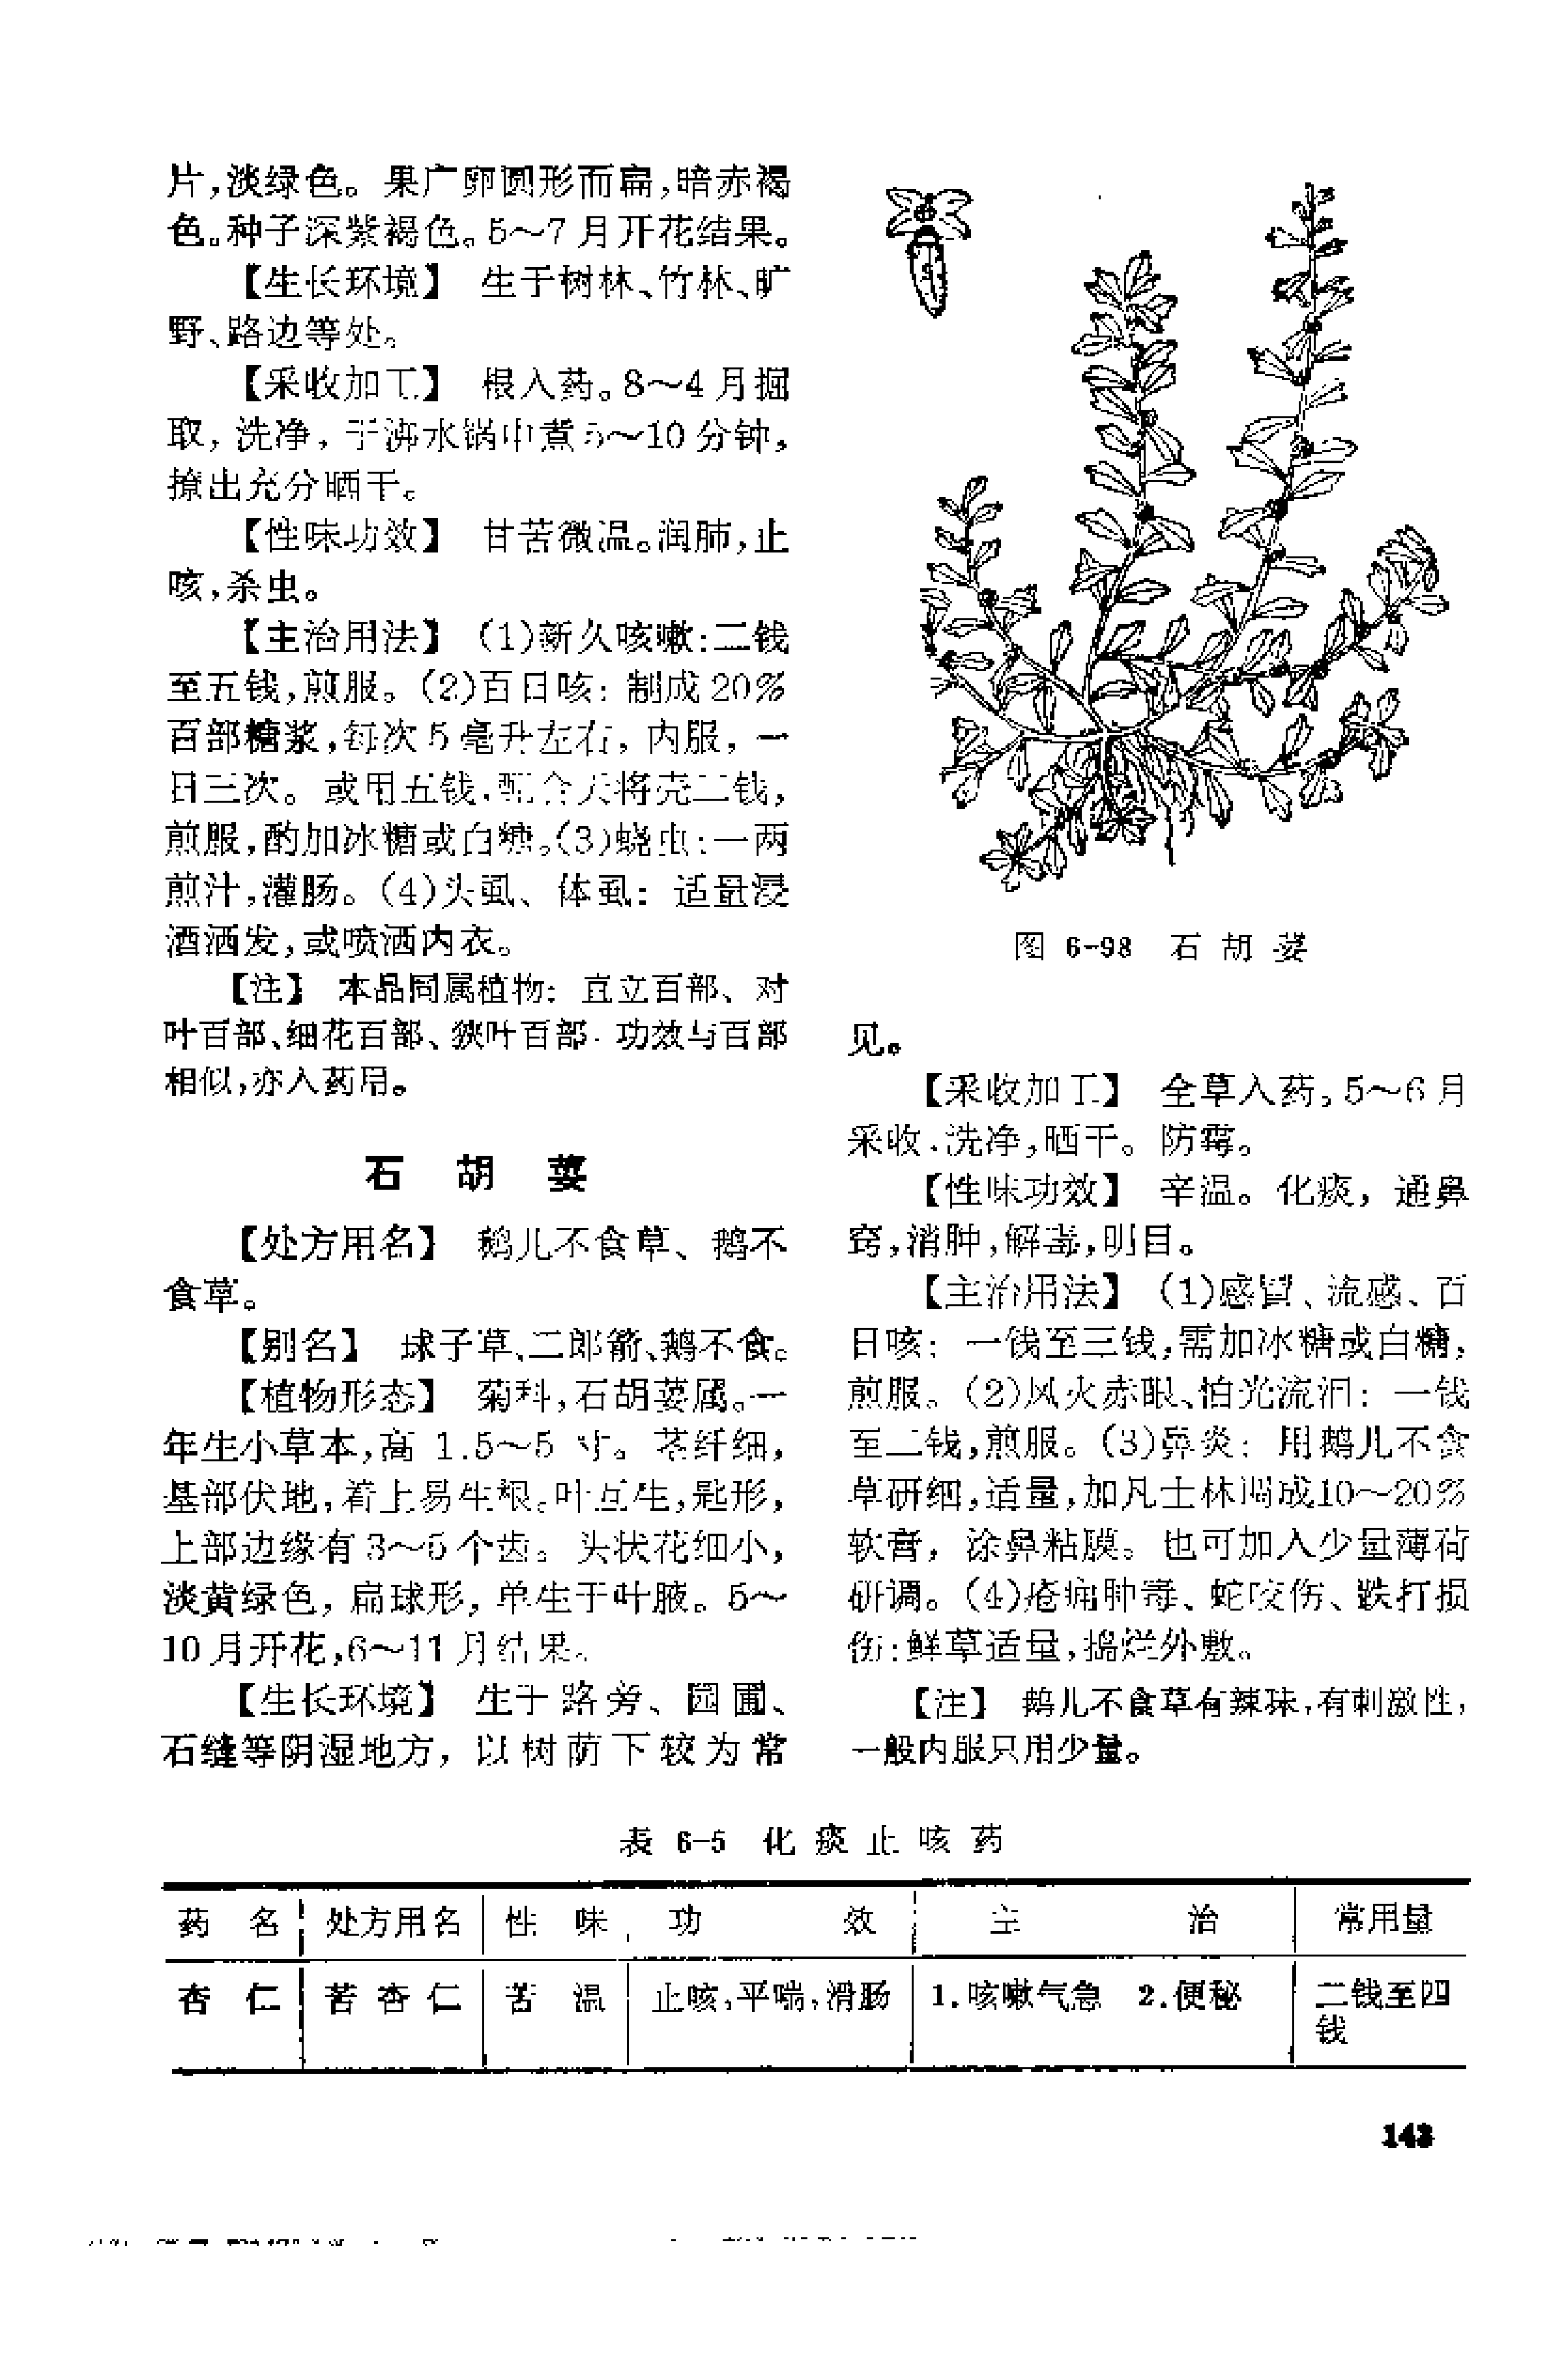 片,淡绿色。果广卵圆形而扁,暗赤褐
色。种子深紫褐色。5～7月开花结果。
【生长环境】 生于树林、竹林、旷
野、路边等处。
【采收加工】 根入药。8～4月掘
取,洗净,于沸水锅中煮5～10分钟,
撩出充分晒干。
【性味功效】 甘苦微温。润肺,止
咳,杀虫。
【主治用法】 (1)新久咳嗽:二钱
至五钱,煎服。(2)百日咳:制成20%
百部糖浆,每次5毫升左右,内服,一
日三次。或用五钱,配合天将壳二钱,
煎服,酌加冰糖或白糖。(3)蛲虫:一两
煎汁,灌肠。(4)头虱、体虱:适量浸
酒洒发,或喷洒内衣。
【注】 本品同属植物:直立百部、对
叶百部、细花百部、狭叶百部.功效与百部
相似,亦入药用。
石胡荽
【处方用名】 鹅儿不食草、鹅不
食草。
【别名】 球子草、二郎箭、鹅不食。
【植物形态】 菊科,石胡荽属。一
年生小草本,高1.5～5寸。茎纤细,
基部伏地,着土易生根。叶互生,匙形,
上部边缘有3～5个齿。头状花细小,
淡黄绿色,扁球形,单生于叶腋。5～
10月开花,6～11月结果。
【生长环境】 生于路旁、园圃、
石缝等阴湿地方,以树荫下较为常
图 6-98 石胡荽
见。
【采收加工】 全草入药。5～6月
采收.洗净,晒干。防霉。
【性味功效】 辛温。化痰,通鼻
窍,消肿,解毒,明目。
【主治用法】 (1)感冒、流感、百
日咳:一钱至三钱,需加冰糖或白糖,
煎服。(2)风火赤眼、怕光流泪:一钱
至二钱,煎服。(3)鼻炎:用鹅儿不食
草研细,适量,加凡士林调成10～20%
软膏,涂鼻粘膜。也可加入少量薄荷
研调。(4)疮痈肿毒、蛇咬伤、跌打损
伤:鲜草适量,捣烂外敷。
【注】 鹅儿不食草有辣味,有刺激性,
一般内服只用少量。
表 6-5 化痰止咳药
药名 处方用名 性味 功效 主治 常用量
杏仁 苦杏仁 苦温 止咳,平喘,滑肠 1.咳嗽气急 2.便秘 二钱至四
钱
143